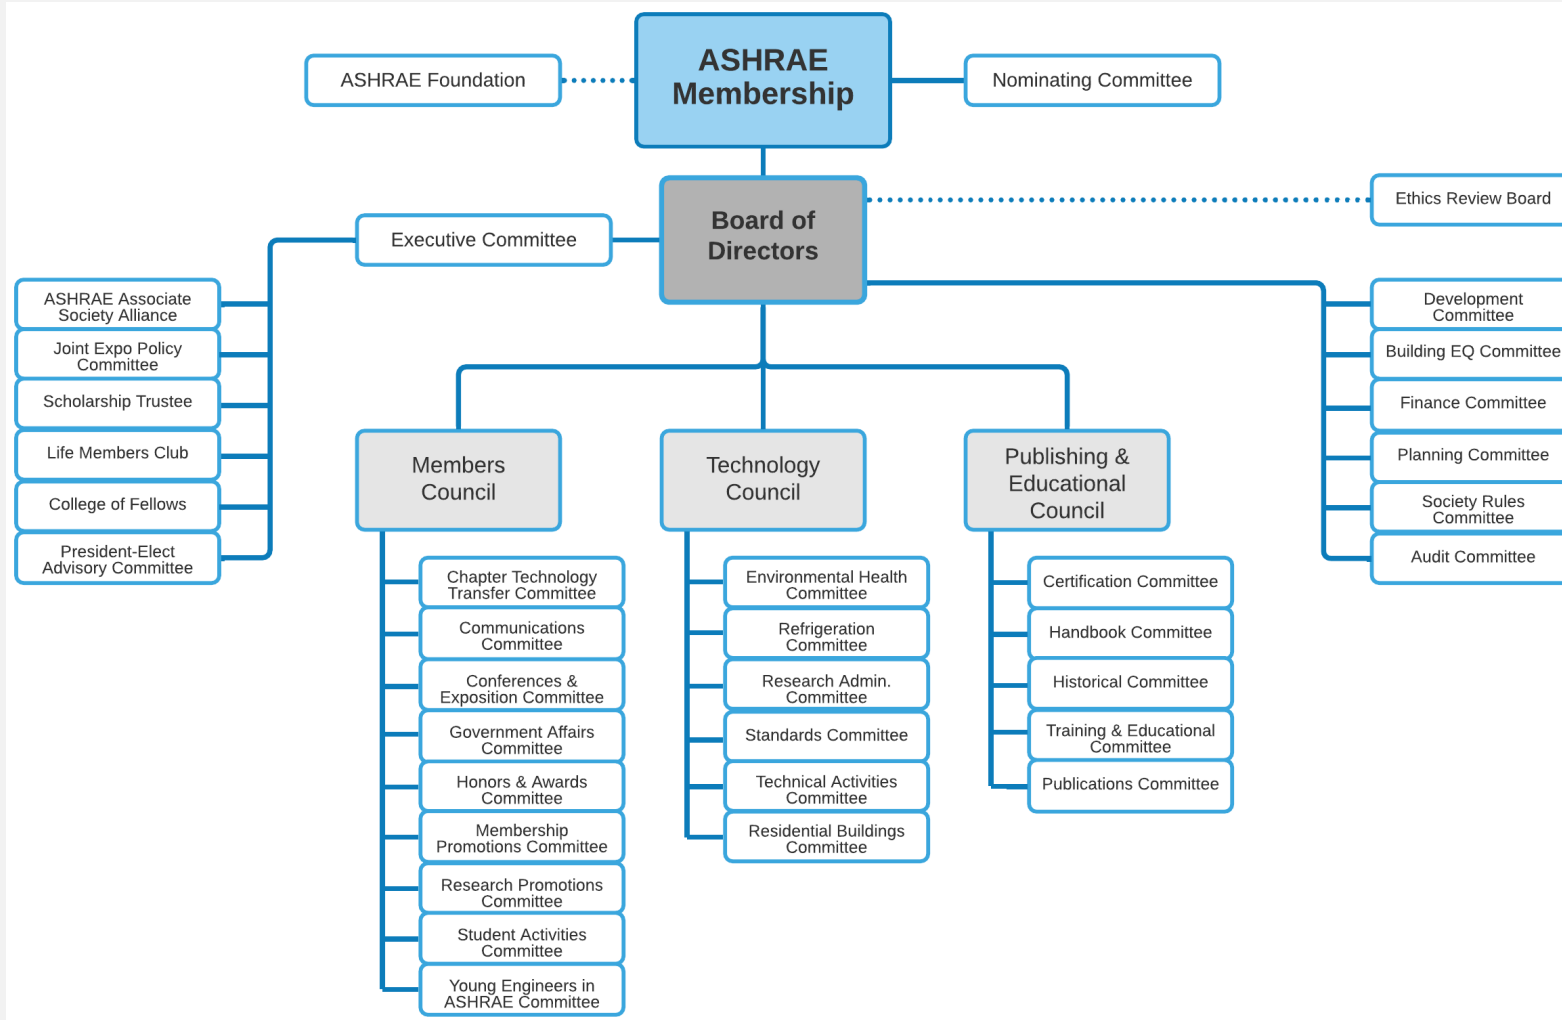 ASHRAE
Membership
ASHRAE Foundation
Nominating Committee
Board of
Directors
Ethics Review Board
Executive Committee
ASHRAE Associate
Society Alliance
Joint Expo Policy
Committee
Scholarship Trustee
Life Members Club
College of Fellows
President-Elect
Advisory Committee
Development
Committee
Building EQ Committee
Finance Committee
Planning Committee
Society Rules
Committee
Audit Committee
Members
Council
Chapter Technology
Transfer Committee
Communications
Committee
Conferences &
Exposition Committee
Government Affairs
Committee
Honors & Awards
Committee
Membership
Promotions Committee
Research Promotions
Committee
Student Activities
Committee
Young Engineers in
ASHRAE Committee
Technology
Council
Environmental Health
Committee
Refrigeration
Committee
Research Admin.
Committee
Standards Committee
Technical Activities
Committee
Residential Buildings
Committee
Publishing &
Educational
Council
Certification Committee
Handbook Committee
Historical Committee
Training & Educational
Committee
Publications Committee